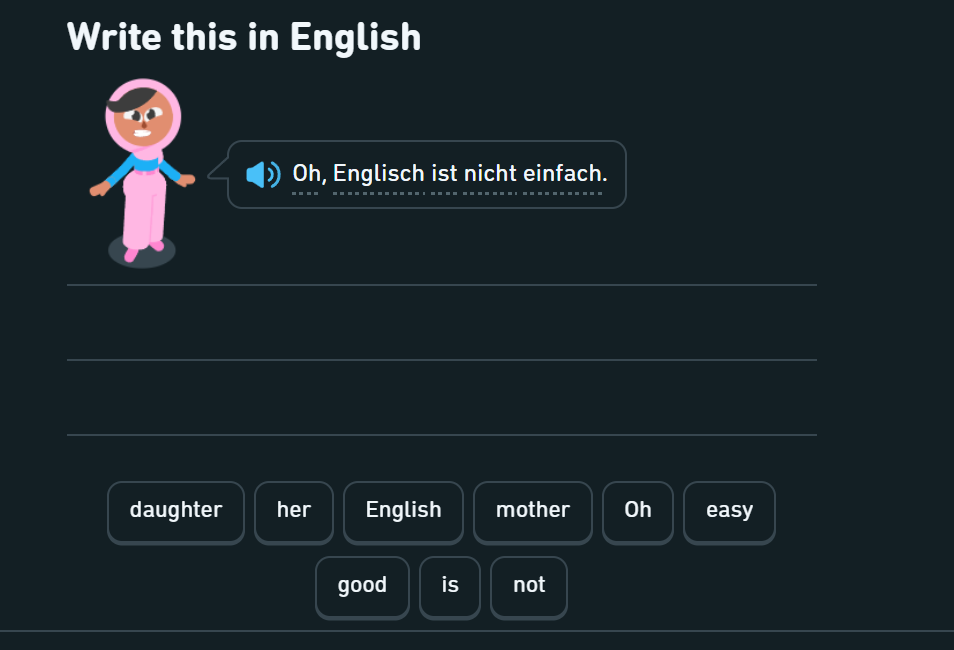 Write this in English
Oh, Englisch ist nicht einfach.
daughter her English mother Oh easy
good is not